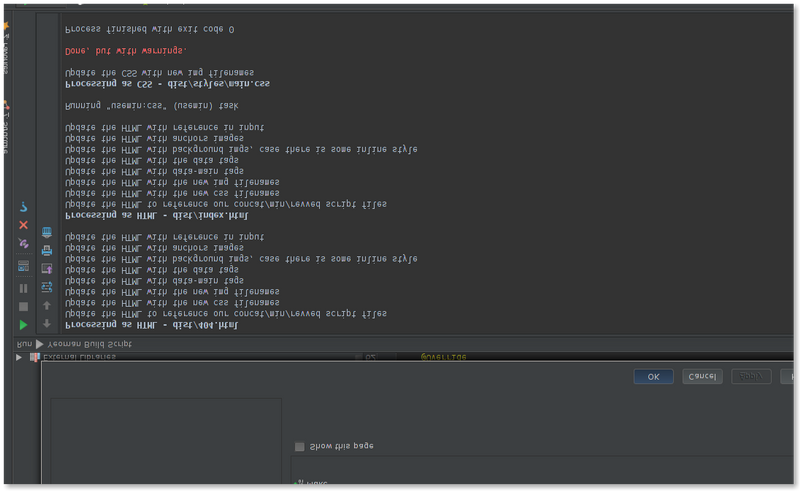 Show this page
OK
Cancel
Apply
External Libraries
@Override
Run Yeoman Build Script
Processing as HTML - dist/404.html
Update the HTML to reference our concat/min/revved script files
Update the HTML with the new css filenames
Update the HTML with the new img filenames
Update the HTML with data-main tags
Update the HTML with the data tags
Update the HTML with background imgs, case there is some inline style
Update the HTML with anchors images
Update the HTML with reference in input
Processing as HTML - dist/index.html
Update the HTML to reference our concat/min/revved script files
Update the HTML with the new css filenames
Update the HTML with the new img filenames
Update the HTML with data-main tags
Update the HTML with the data tags
Update the HTML with background imgs, case there is some inline style
Update the HTML with anchors images
Update the HTML with reference in input
Running "usemin:css" (usemin) task
Processing as CSS - dist/styles/main.css
Update the CSS with new img filenames
Done, but with warnings.
Process finished with exit code 0